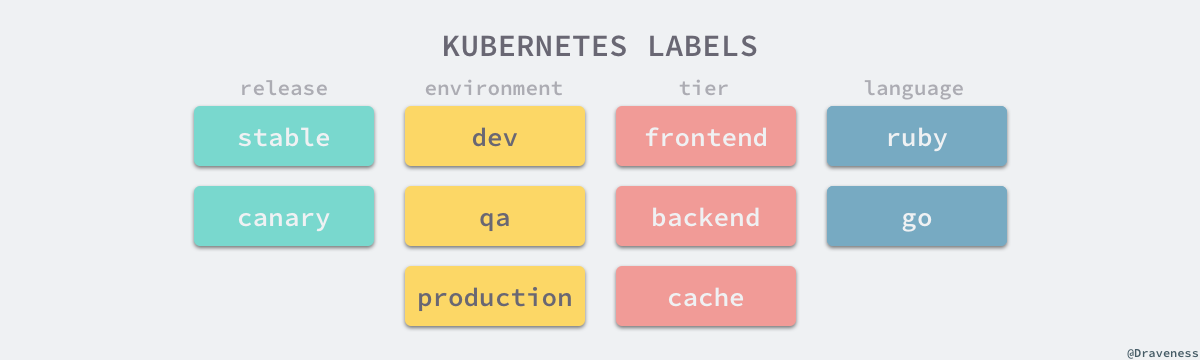 KUBERNETES LABELS
release environment tier language
stable dev frontend ruby
canary qa backend go
production cache
@Draveness